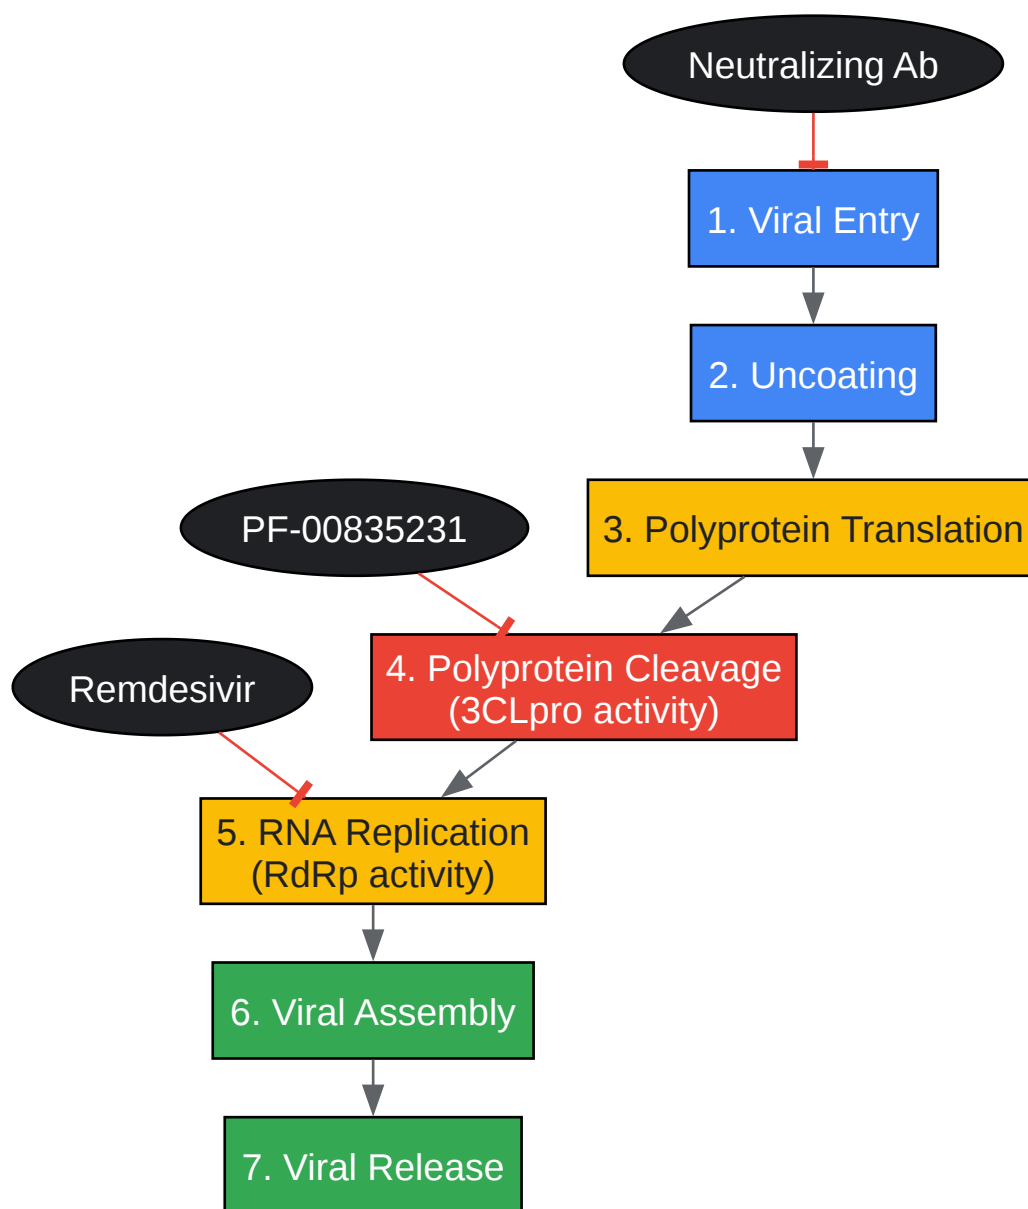 Neutralizing Ab
1. Viral Entry
2. Uncoating
PF-00835231
3. Polyprotein Translation
4. Polyprotein Cleavage
(3CLpro activity)
Remdesivir
5. RNA Replication
(RdRp activity)
6. Viral Assembly
7. Viral Release